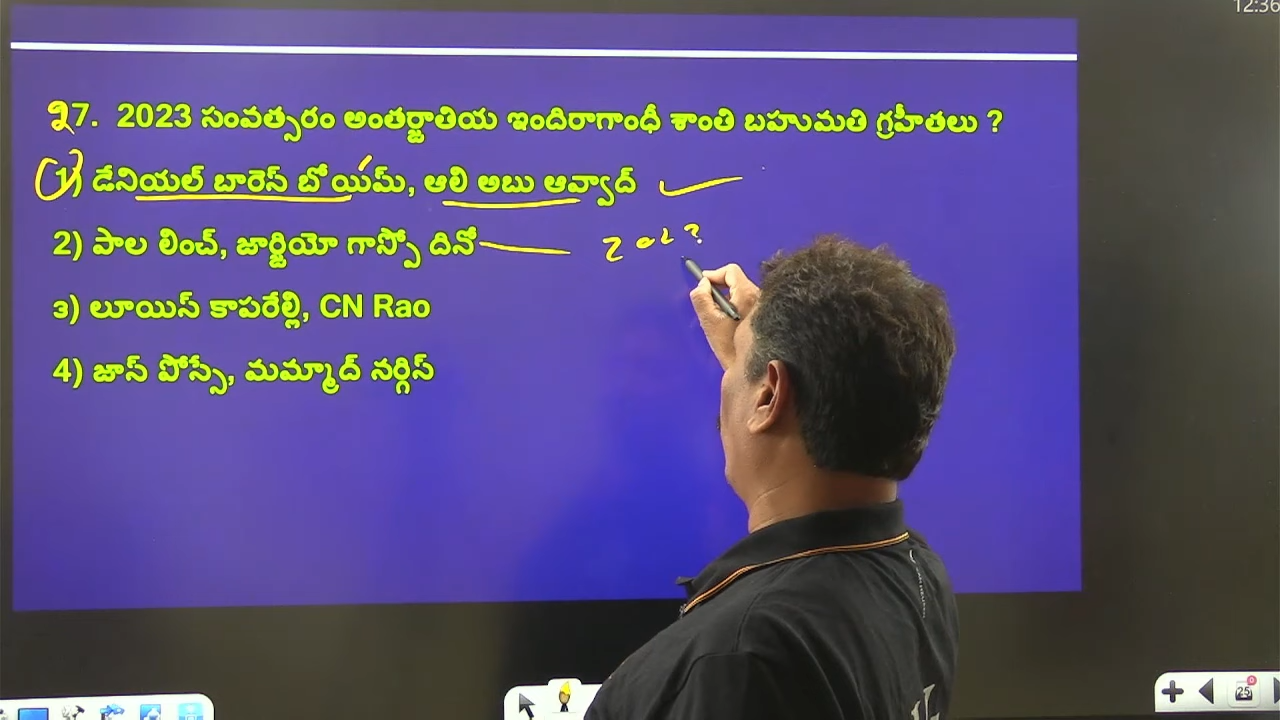 12:36
27. 2023 సంవత్సరం అంతర్జాతియ ఇందిరాగాంధీ శాంతి బహుమతి గ్రహీతలు ?
1) డేనియల్ బారెస్ బోయిమ్, ఆలి అబు ఆవ్వాద్
2) పాల లించ్, జార్జియో గాస్పో దినో 202?
3) లూయిస్ కాపరేల్లి, CN Rao
4) జాస్ పోస్సే, మమ్మాద్ నర్గిస్
25